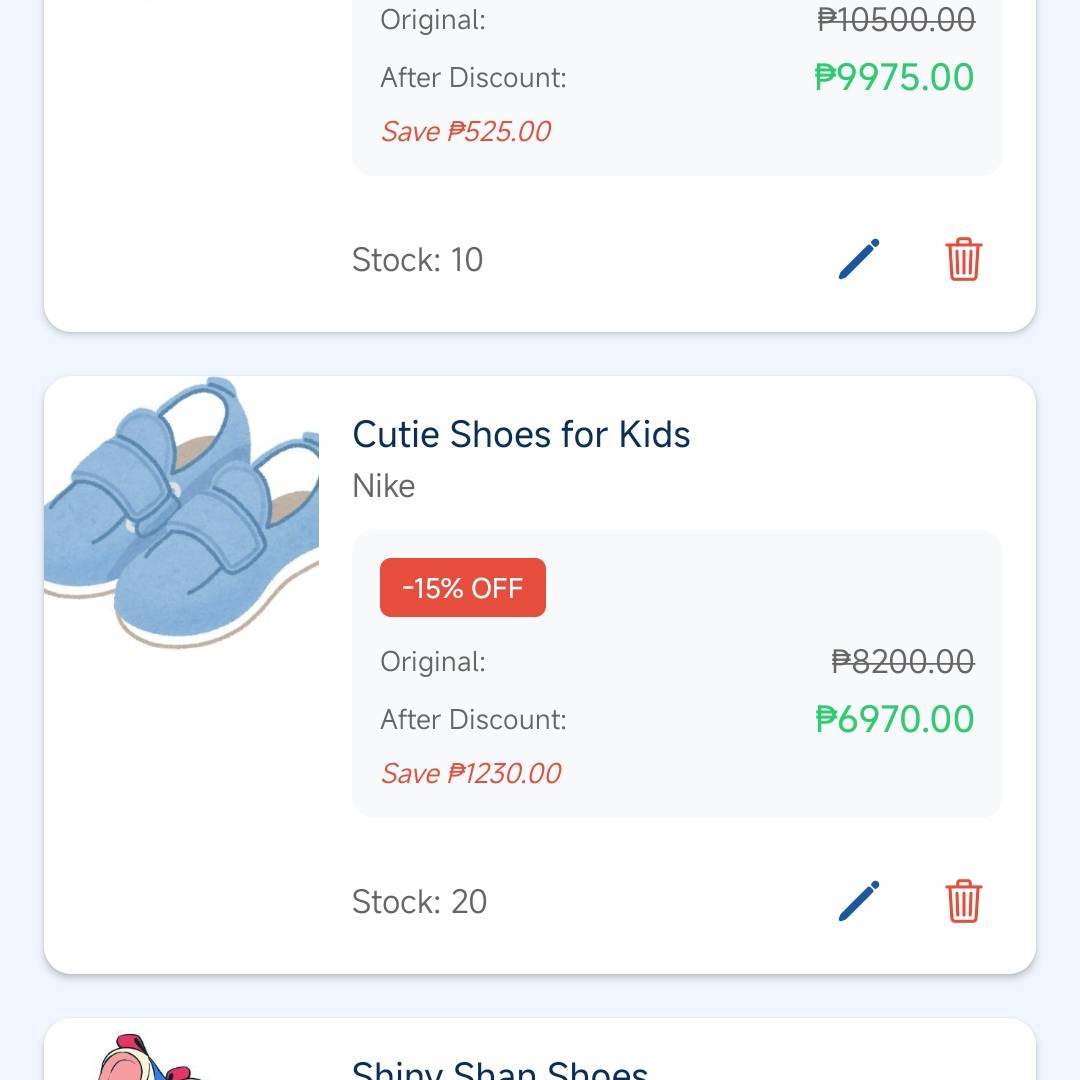 Original: ₱10500.00
After Discount: ₱9975.00
Save ₱525.00
Stock: 10
Cutie Shoes for Kids
Nike
-15% OFF
Original: ₱8200.00
After Discount: ₱6970.00
Save ₱1230.00
Stock: 20
Shiny Shan Shoes